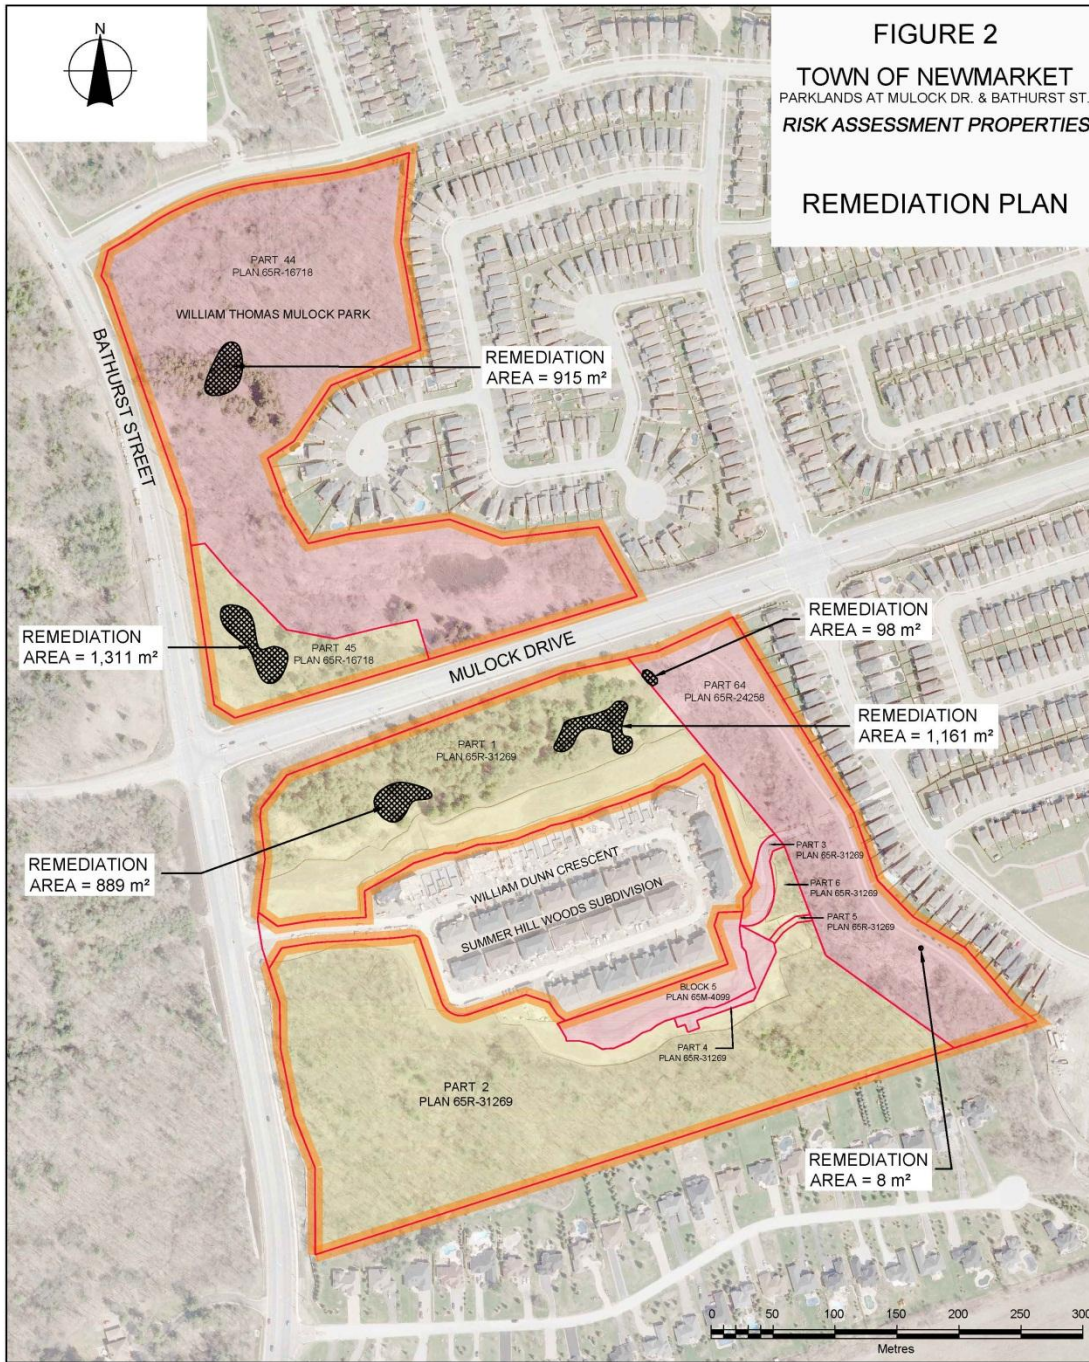 N
FIGURE 2
TOWN OF NEWMARKET
PARKLANDS AT MULOCK DR. & BATHURST ST.
RISK ASSESSMENT PROPERTIES
REMEDIATION PLAN
PART 44
PLAN 65R-16718
WILLIAM THOMAS MULOCK PARK
BATHURST STREET
REMEDIATION
AREA = 915 m²
REMEDIATION
AREA = 1,311 m²
PART 45
PLAN 65R-16718
MULOCK DRIVE
REMEDIATION
AREA = 98 m²
PART 64
PLAN 65R-24258
REMEDIATION
AREA = 1,161 m²
PART 1
PLAN 65R-31269
REMEDIATION
AREA = 889 m²
WILLIAM DUNN CRESCENT
SUMMER HILL WOODS SUBDIVISION
PART 3
PLAN 65R-31269
PART 6
PLAN 65R-31269
PART 5
PLAN 65R-31269
BLOCK 5
PLAN 65M-4099
PART 4
PLAN 65R-31269
PART 2
PLAN 65R-31269
REMEDIATION
AREA = 8 m²
0 50 100 150 200 250 300
Metres